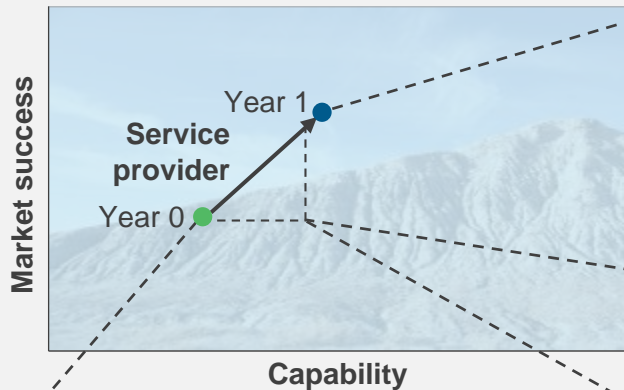 Market success
Year 1
Service
provider
Year 0
Capability